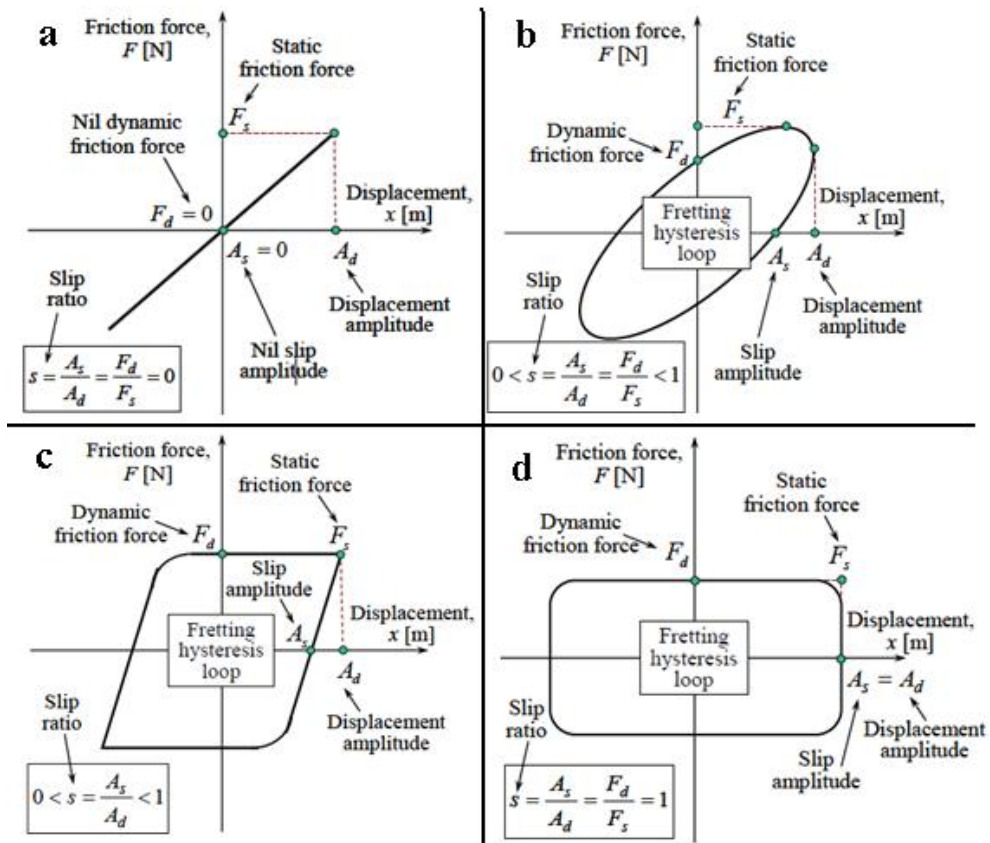 a
Friction force,
F [N]
Static
friction force
F_s
Nil dynamic
friction force
F_d = 0
Displacement,
x [m]
A_s = 0
A_d
Slip
ratio
Displacement
amplitude
Nil slip
amplitude
s = A_s/A_d = F_d/F_s = 0
b
Friction force,
F [N]
Static
friction force
F_s
Dynamic
friction force
F_d
Displacement,
x [m]
Fretting
hysteresis
loop
A_s
A_d
Slip
ratio
Displacement
amplitude
Slip
amplitude
0 < s = A_s/A_d = F_d/F_s < 1
c
Friction force,
F [N]
Static
friction force
Dynamic
friction force
F_d
F_s
Slip
amplitude
Displacement,
x [m]
A_s
Fretting
hysteresis
loop
A_d
Slip
ratio
Displacement
amplitude
0 < s = A_s/A_d < 1
d
Friction force,
F [N]
Static
friction force
Dynamic
friction force
F_d
F_s
Displacement,
x [m]
Fretting
hysteresis
loop
A_s = A_d
Slip
ratio
Displacement
amplitude
Slip
amplitude
s = A_s/A_d = F_d/F_s = 1